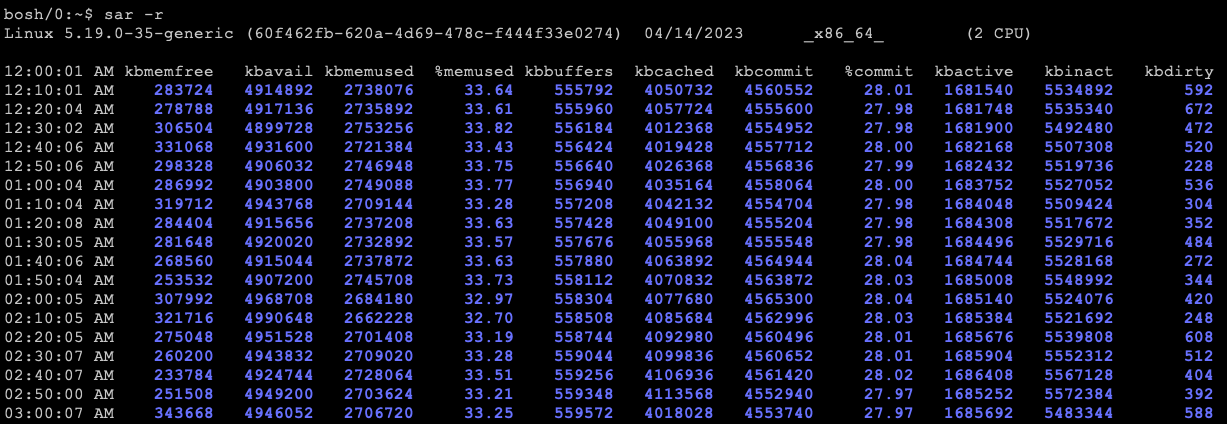 bosh/0:~$ sar -r
Linux 5.19.0-35-generic (60f462fb-620a-4d69-478c-f444f33e0274) 04/14/2023 _x86_64_ (2 CPU)
12:00:01 AM kbmemfree kbavail kbmemused %memused kbbuffers kbcached kbcommit %commit kbactive kbinact kbdirty
12:10:01 AM 283724 4914892 2738076 33.64 555792 4050732 4560552 28.01 1681540 5534892 592
12:20:04 AM 278788 4917136 2735892 33.61 555960 4057724 4555600 27.98 1681748 5535340 672
12:30:02 AM 306504 4899728 2753256 33.82 556184 4012368 4554952 27.98 1681900 5492480 472
12:40:06 AM 331068 4931600 2721384 33.43 556424 4019428 4557712 28.00 1682168 5507308 520
12:50:06 AM 298328 4906032 2746948 33.75 556640 4026368 4556836 27.99 1682432 5519736 228
01:00:04 AM 286992 4903800 2749088 33.77 556940 4035164 4558064 28.00 1683752 5527052 536
01:10:04 AM 319712 4943768 2709144 33.28 557208 4042132 4554704 27.98 1684048 5509424 304
01:20:08 AM 284404 4915656 2737208 33.63 557428 4049100 4555204 27.98 1684308 5517672 352
01:30:05 AM 281648 4920020 2732892 33.57 557676 4055968 4555548 27.98 1684496 5529716 484
01:40:06 AM 268560 4915044 2737872 33.63 557880 4063892 4564944 28.04 1684744 5528168 272
01:50:04 AM 253532 4907200 2745708 33.73 558112 4070832 4563872 28.03 1685008 5548992 344
02:00:05 AM 307992 4968708 2684180 32.97 558304 4077680 4565300 28.04 1685140 5524076 420
02:10:05 AM 321716 4990648 2662228 32.70 558508 4085684 4562996 28.03 1685384 5521692 248
02:20:05 AM 275048 4951528 2701408 33.19 558744 4092980 4560496 28.01 1685676 5539808 608
02:30:07 AM 260200 4943832 2709020 33.28 559044 4099836 4560652 28.01 1685904 5552312 512
02:40:07 AM 233784 4924744 2728064 33.51 559256 4106936 4561420 28.02 1686408 5567128 404
02:50:00 AM 251508 4949200 2703624 33.21 559348 4113568 4552940 27.97 1685252 5572384 392
03:00:07 AM 343668 4946052 2706720 33.25 559572 4018028 4553740 27.97 1685692 5483344 588